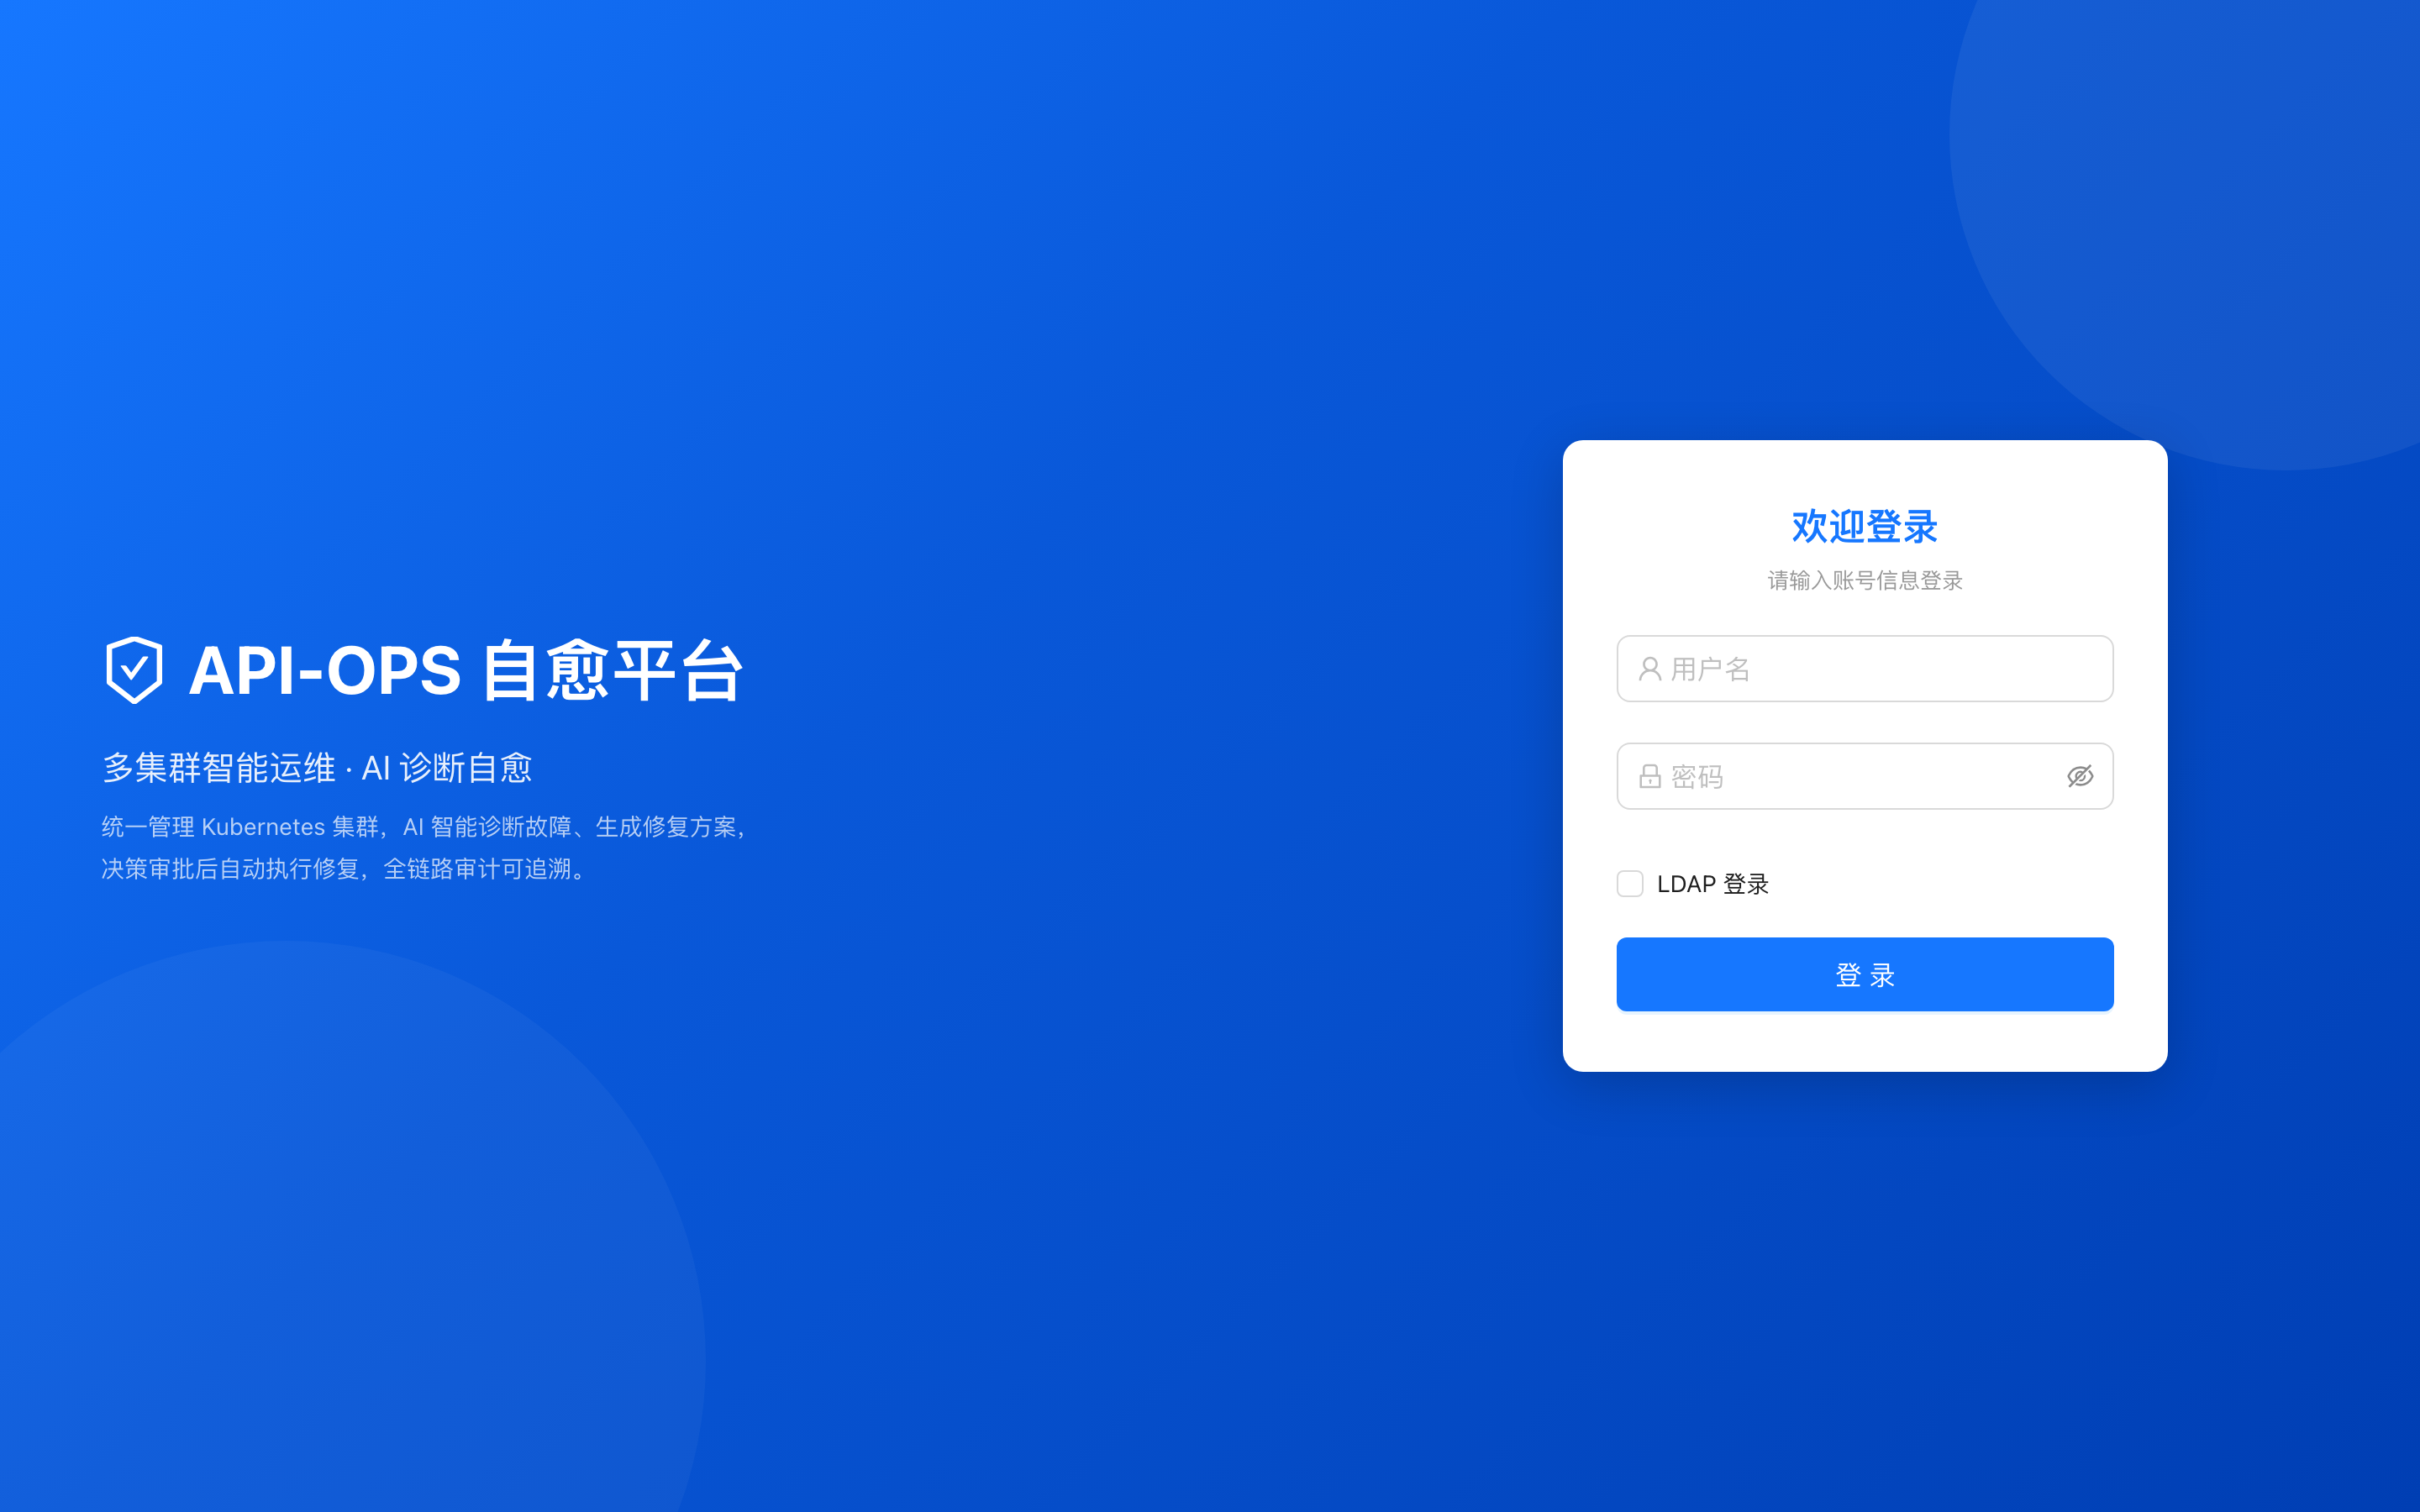 API-OPS 自愈平台
多集群智能运维 · AI 诊断自愈
统一管理 Kubernetes 集群，AI 智能诊断故障、生成修复方案，
决策审批后自动执行修复，全链路审计可追溯。
欢迎登录
请输入账号信息登录
用户名
密码
LDAP 登录
登 录